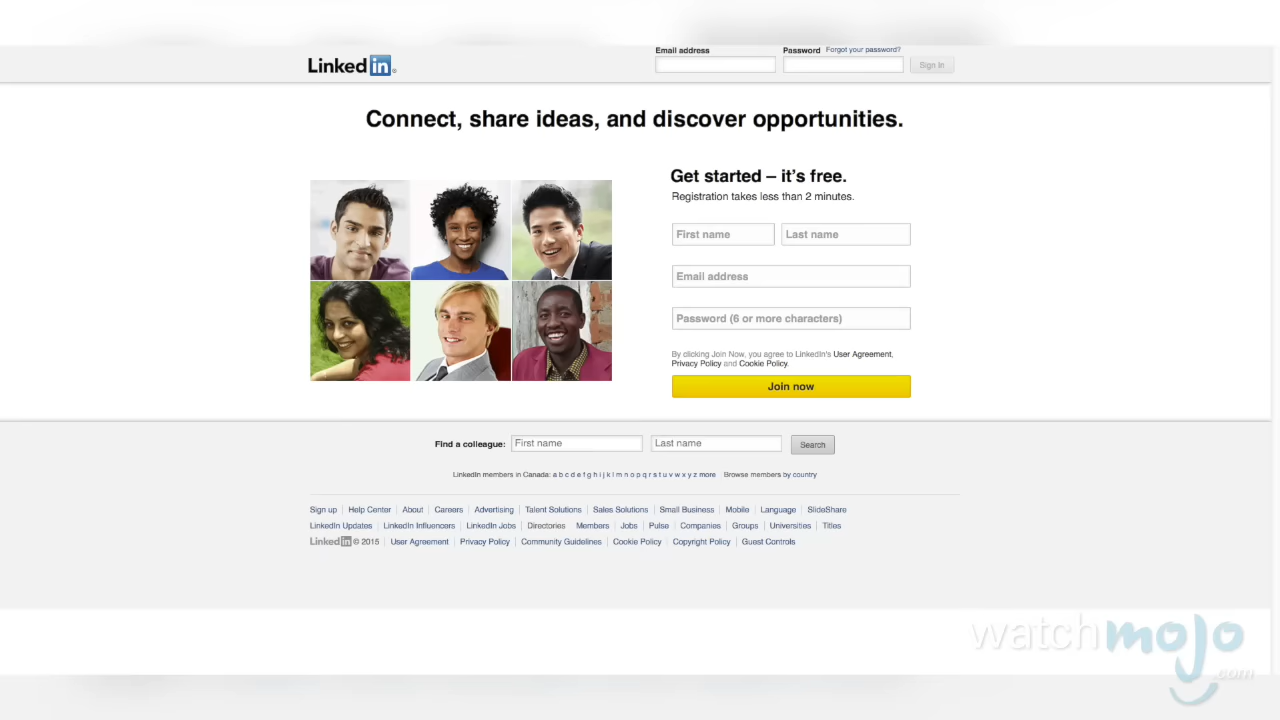 Linked in®
Email address
Password Forgot your password?
Sign In
Connect, share ideas, and discover opportunities.
Get started – it's free.
Registration takes less than 2 minutes.
First name Last name
Email address
Password (6 or more characters)
By clicking Join Now, you agree to LinkedIn's User Agreement,
Privacy Policy and Cookie Policy.
Join now
Find a colleague: First name Last name Search
LinkedIn members in Canada: a b c d e f g h i j k l m n o p q r s t u v w x y z more Browse members by country
Sign up Help Center About Careers Advertising Talent Solutions Sales Solutions Small Business Mobile Language SlideShare
LinkedIn Updates LinkedIn Influencers LinkedIn Jobs Directories Members Jobs Pulse Companies Groups Universities Titles
Linked in © 2015 User Agreement Privacy Policy Community Guidelines Cookie Policy Copyright Policy Guest Controls
watchmojo
.com